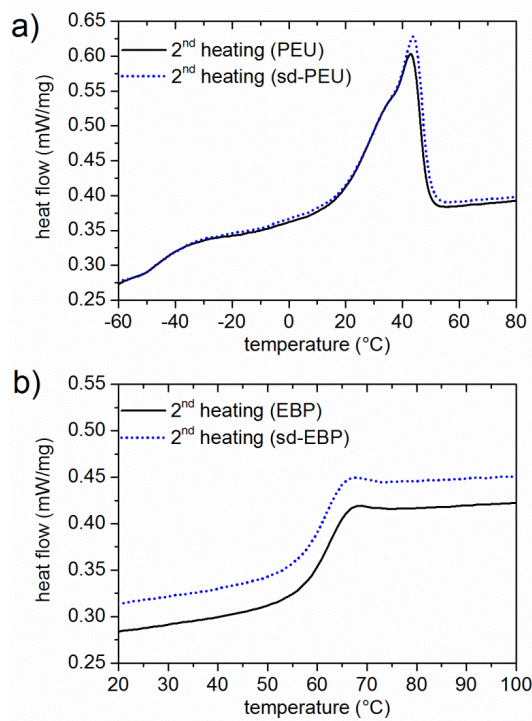 a)
0.65
0.60
0.55
0.50
0.45
0.40
0.35
0.30
0.25
heat flow (mW/mg)
2nd heating (PEU)
2nd heating (sd-PEU)
-60 -40 -20 0 20 40 60 80
temperature (°C)
b)
0.55
0.50
0.45
0.40
0.35
0.30
0.25
heat flow (mW/mg)
2nd heating (EBP)
2nd heating (sd-EBP)
20 30 40 50 60 70 80 90 100
temperature (°C)